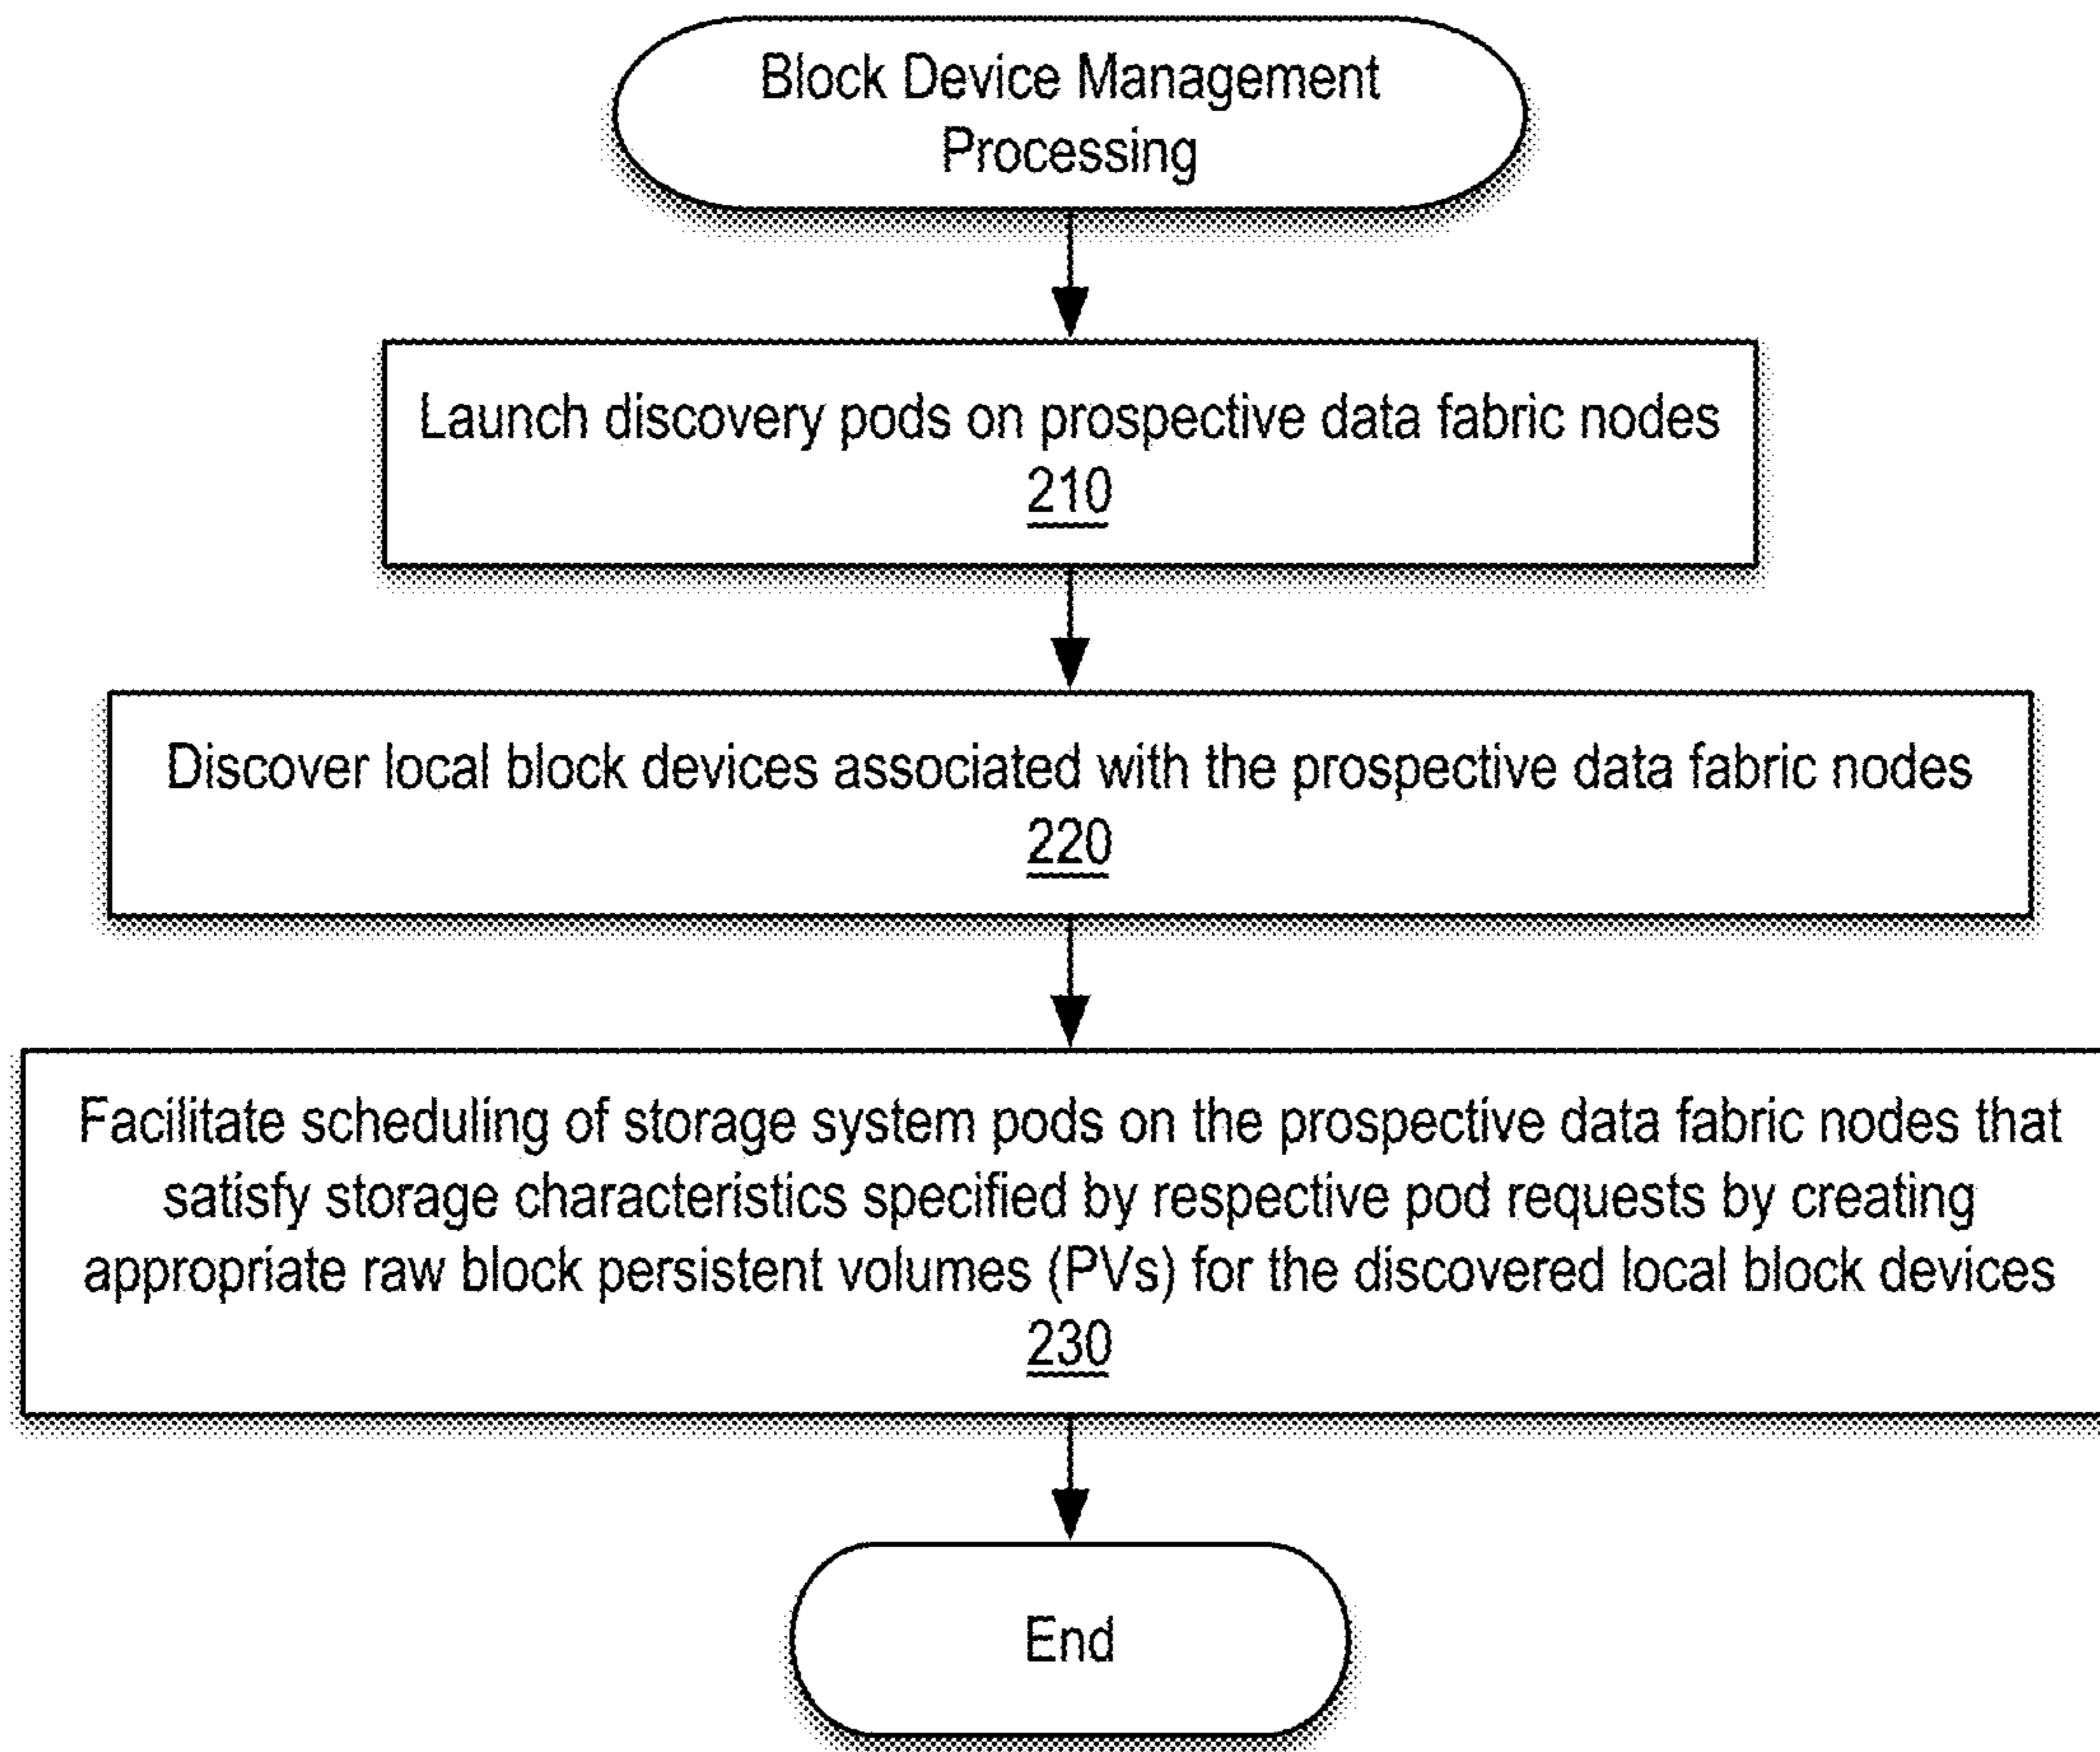 Block Device Management
Processing
Launch discovery pods on prospective data fabric nodes
210
Discover local block devices associated with the prospective data fabric nodes
220
Facilitate scheduling of storage system pods on the prospective data fabric nodes that
satisfy storage characteristics specified by respective pod requests by creating
appropriate raw block persistent volumes (PVs) for the discovered local block devices
230
End